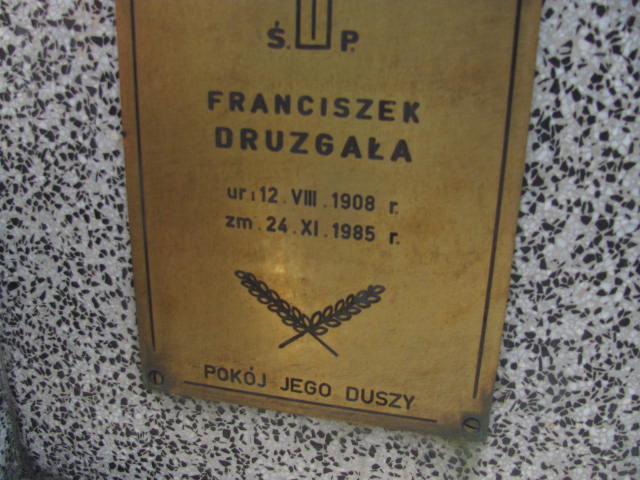 Ś. P.
FRANCISZEK
DRUZGAŁA
ur. 12. VIII. 1908 r.
zm. 24. XI. 1985 r.
POKÓJ JEGO DUSZY